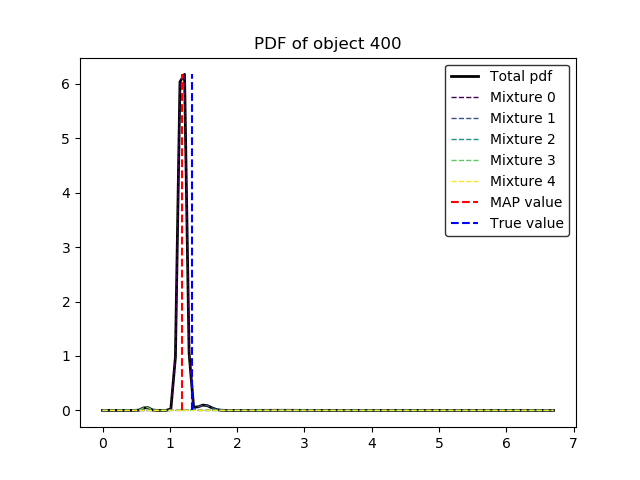 PDF of object 400
6
5
4
3
2
1
0
0 1 2 3 4 5 6 7
Total pdf
Mixture 0
Mixture 1
Mixture 2
Mixture 3
Mixture 4
MAP value
True value